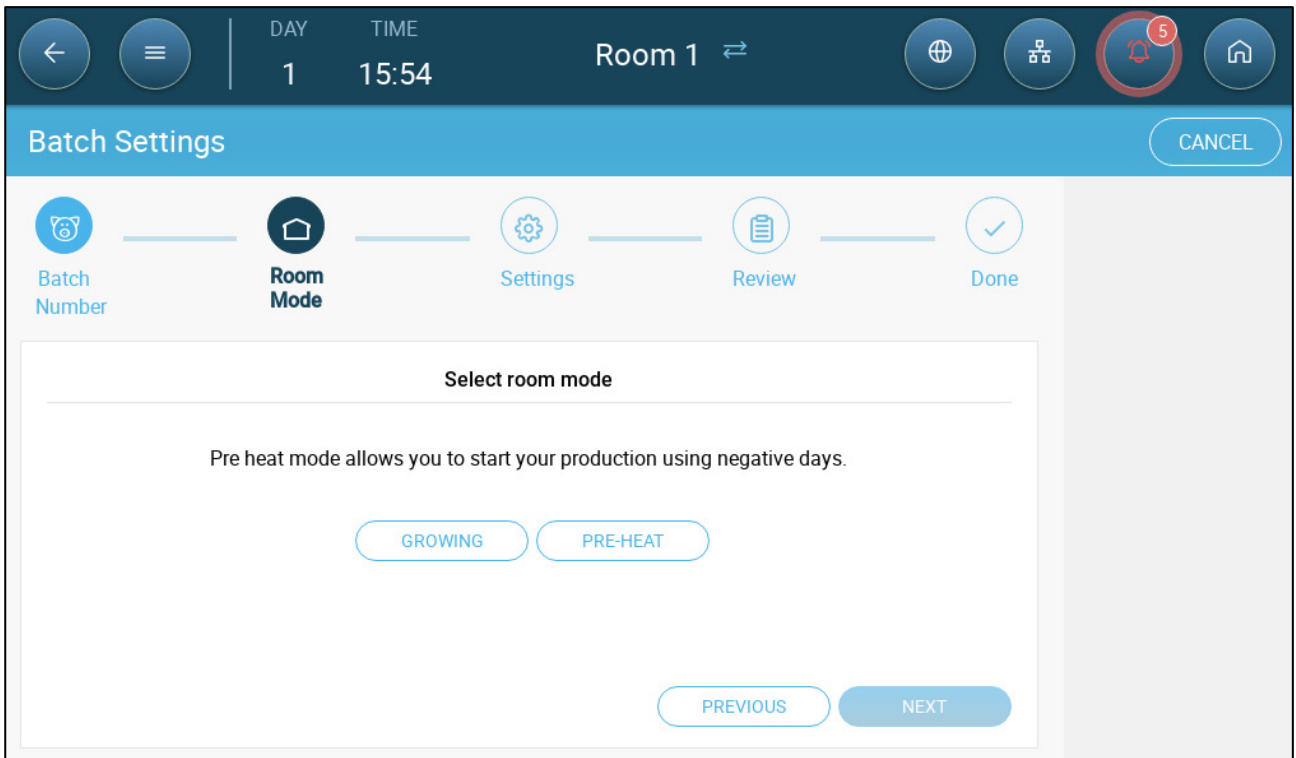 DAY TIME
1 15:54
Room 1
5
Batch Settings
CANCEL
Batch
Number
Room
Mode
Settings
Review
Done
Select room mode
Pre heat mode allows you to start your production using negative days.
GROWING PRE-HEAT
PREVIOUS NEXT